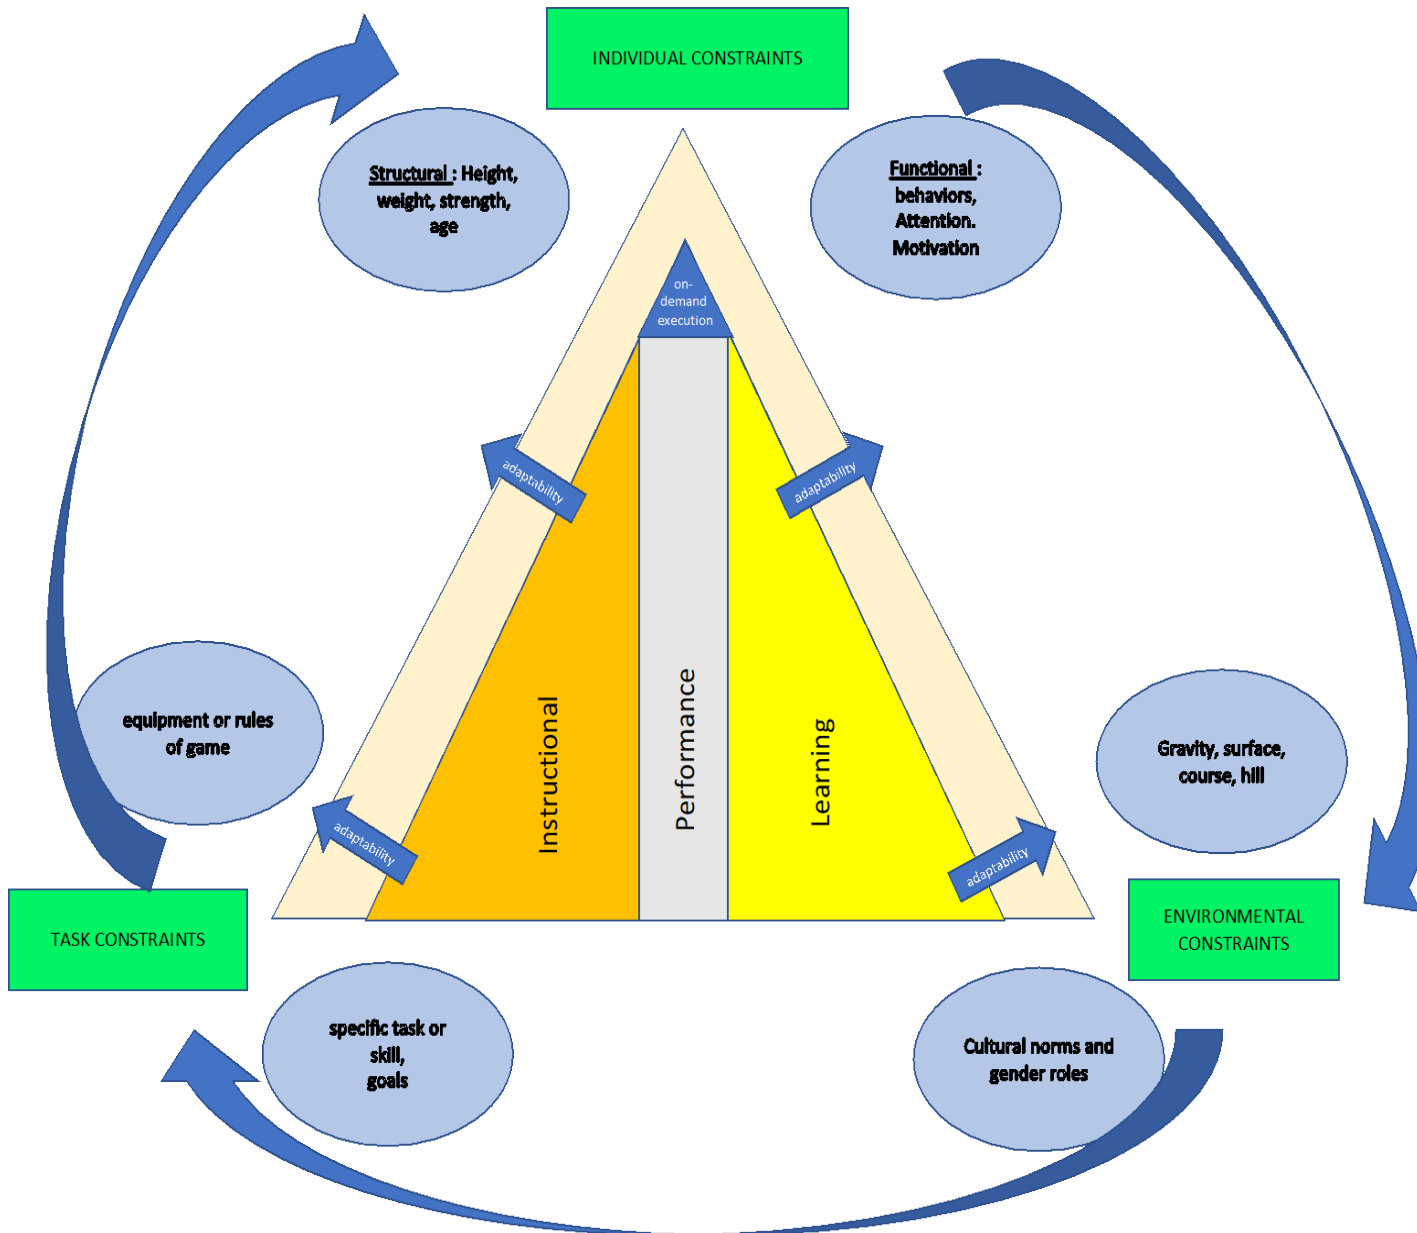 INDIVIDUAL CONSTRAINTS
Structural : Height,
weight, strength,
age
Functional :
behaviors,
Attention.
Motivation
on-
demand
execution
adaptability
adaptability
equipment or rules
of game
Instructional
Performance
Learning
Gravity, surface,
course, hill
adaptability
adaptability
TASK CONSTRAINTS
ENVIRONMENTAL
CONSTRAINTS
specific task or
skill,
goals
Cultural norms and
gender roles